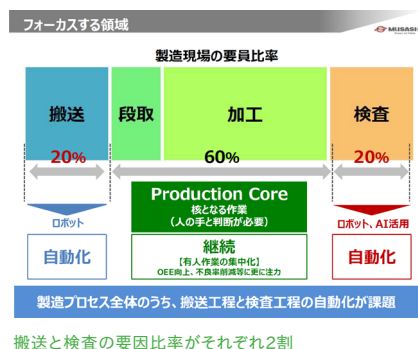 フォーカスする領域
MUSASHI
製造現場の要員比率
搬送
段取
加工
検査
20%
60%
20%
Production Core
核となる作業
(人の手と判断が必要)
ロボット
ロボット、AI活用
自動化
継続
【有人作業の集中化】
OEE向上、不良率削減等に更に注力
自動化
製造プロセス全体のうち、搬送工程と検査工程の自動化が課題
搬送と検査の要因比率がそれぞれ2割